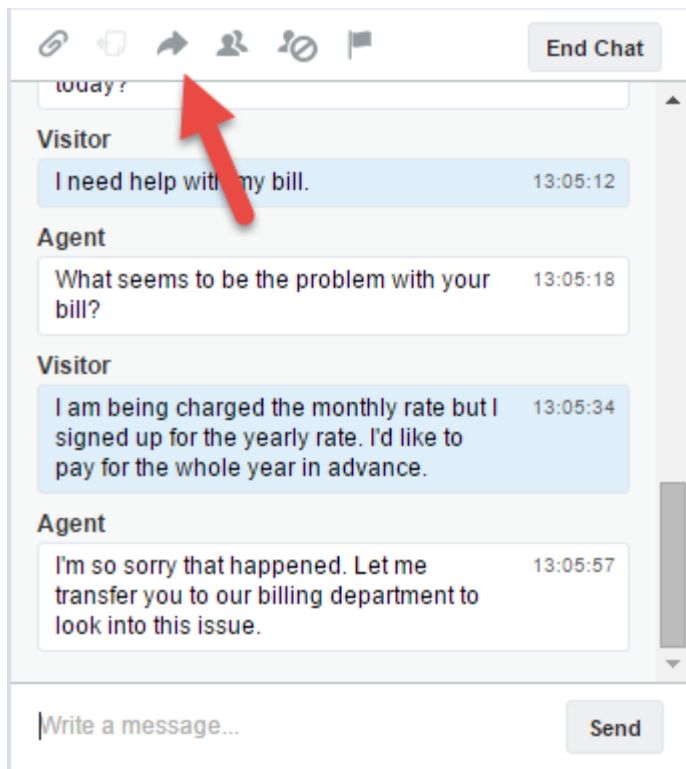 End Chat
today?
Visitor
I need help with my bill.
13:05:12
Agent
What seems to be the problem with your
13:05:18
bill?
Visitor
I am being charged the monthly rate but I
13:05:34
signed up for the yearly rate. I'd like to
pay for the whole year in advance.
Agent
I'm so sorry that happened. Let me
13:05:57
transfer you to our billing department to
look into this issue.
Write a message...
Send